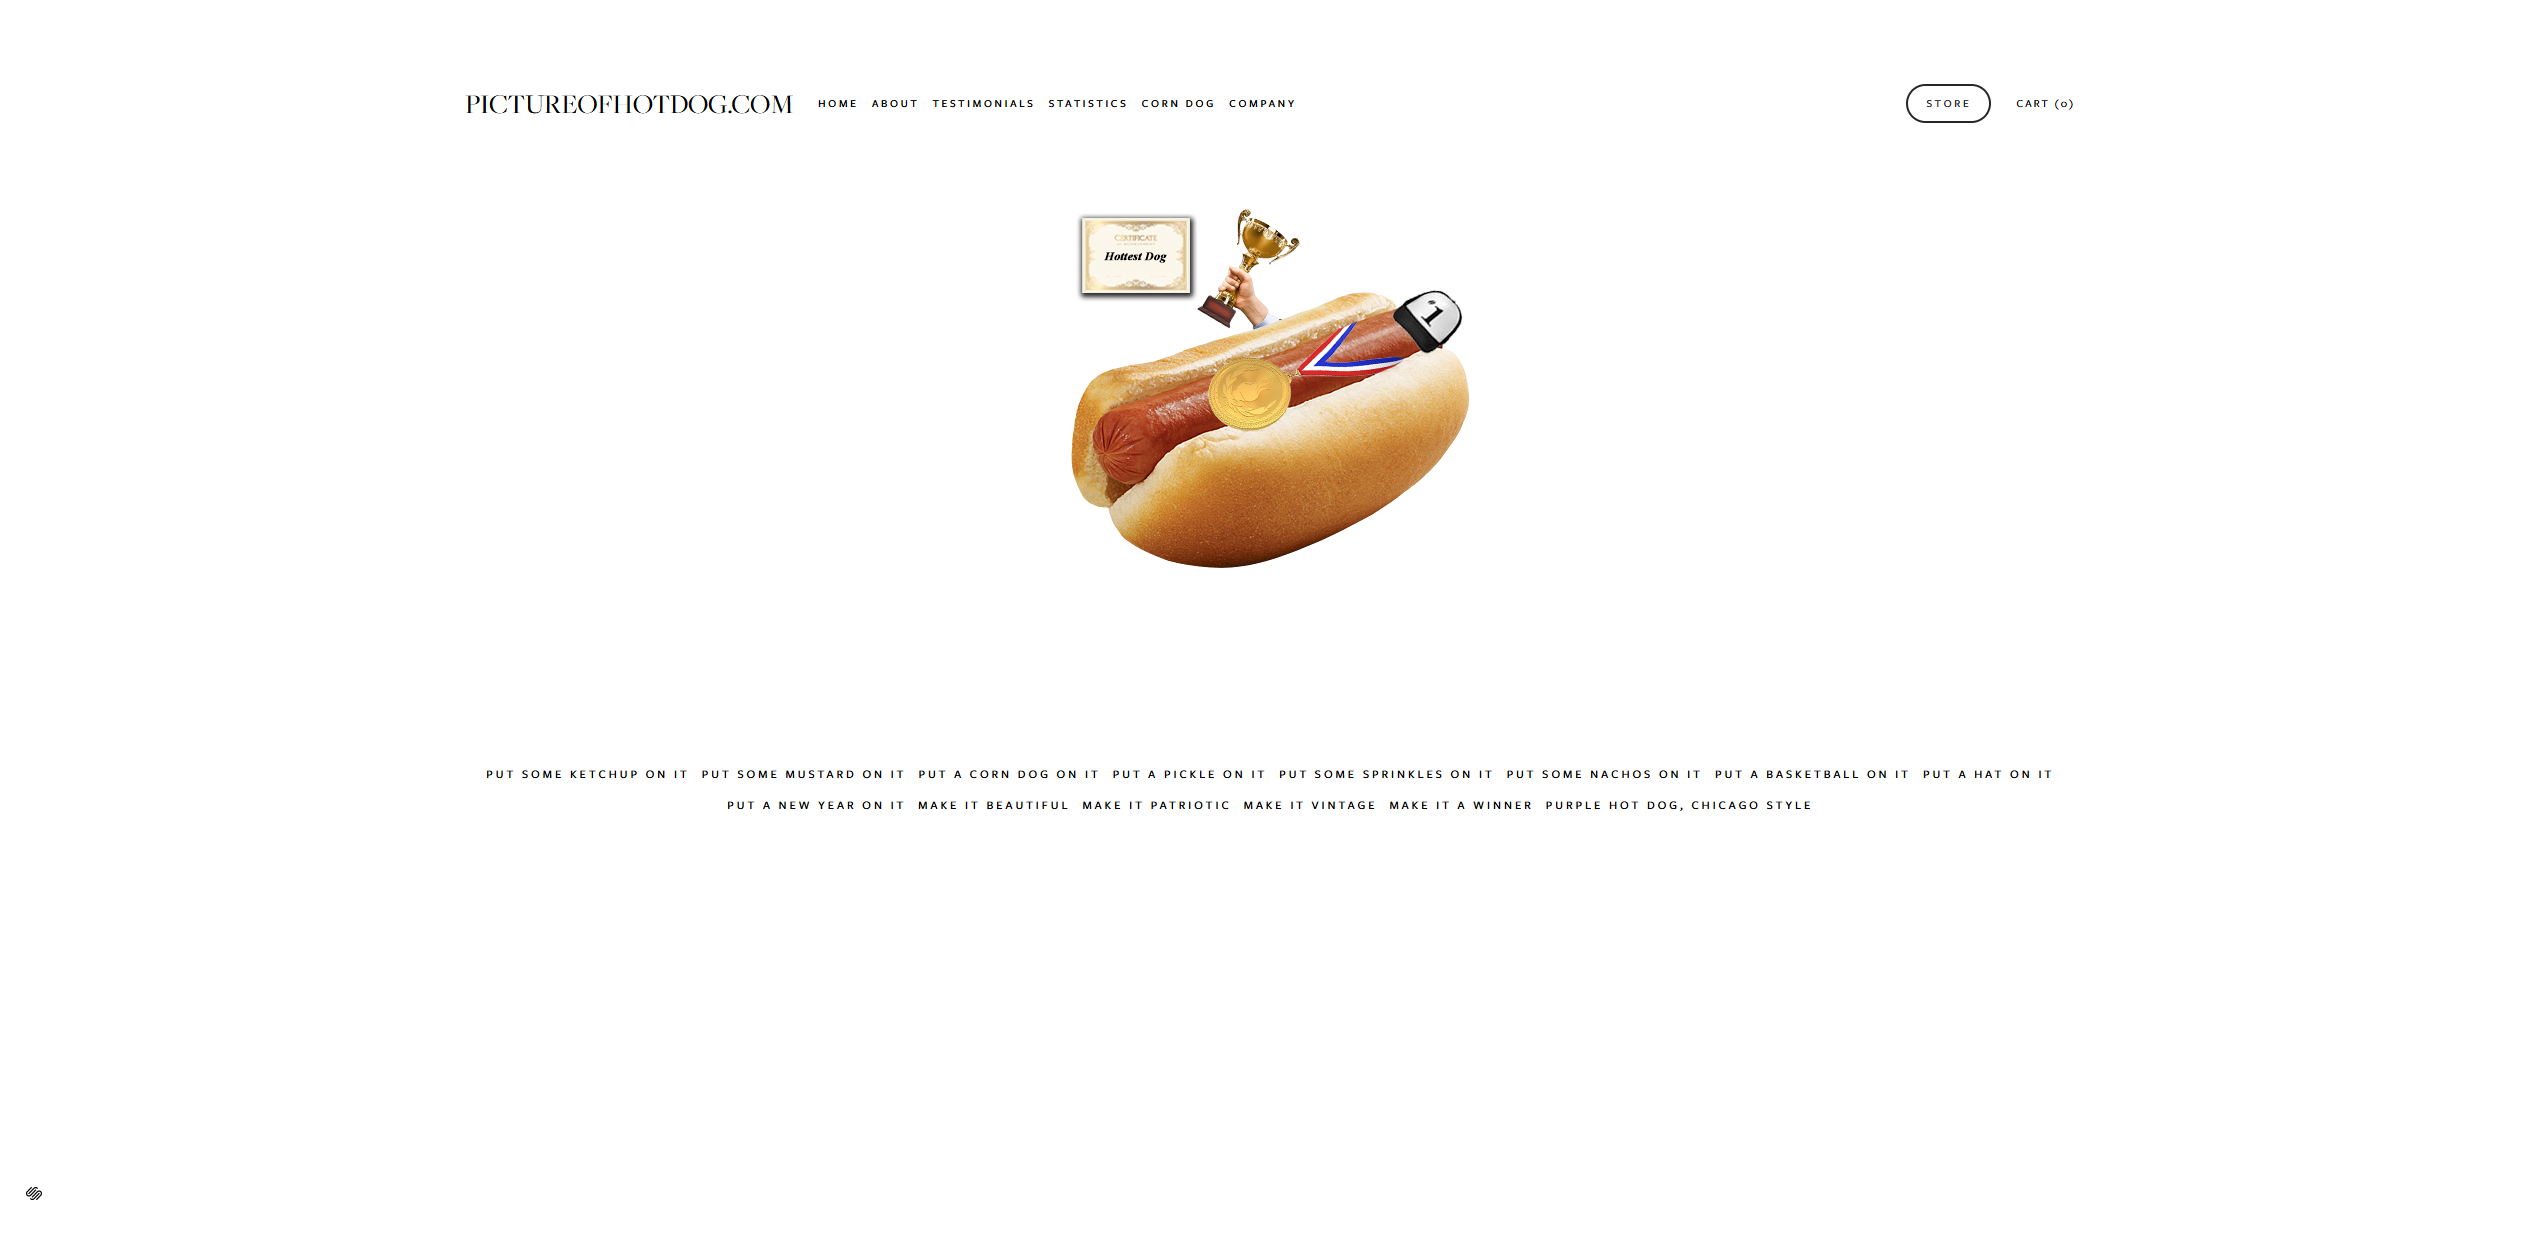 PICTUREOFHOTDOG.COM HOME ABOUT TESTIMONIALS STATISTICS CORN DOG COMPANY STORE CART (0)
CERTIFICATE
Hottest Dog
#1
PUT SOME KETCHUP ON IT PUT SOME MUSTARD ON IT PUT A CORN DOG ON IT PUT A PICKLE ON IT PUT SOME SPRINKLES ON IT PUT SOME NACHOS ON IT PUT A BASKETBALL ON IT PUT A HAT ON IT
PUT A NEW YEAR ON IT MAKE IT BEAUTIFUL MAKE IT PATRIOTIC MAKE IT VINTAGE MAKE IT A WINNER PURPLE HOT DOG, CHICAGO STYLE